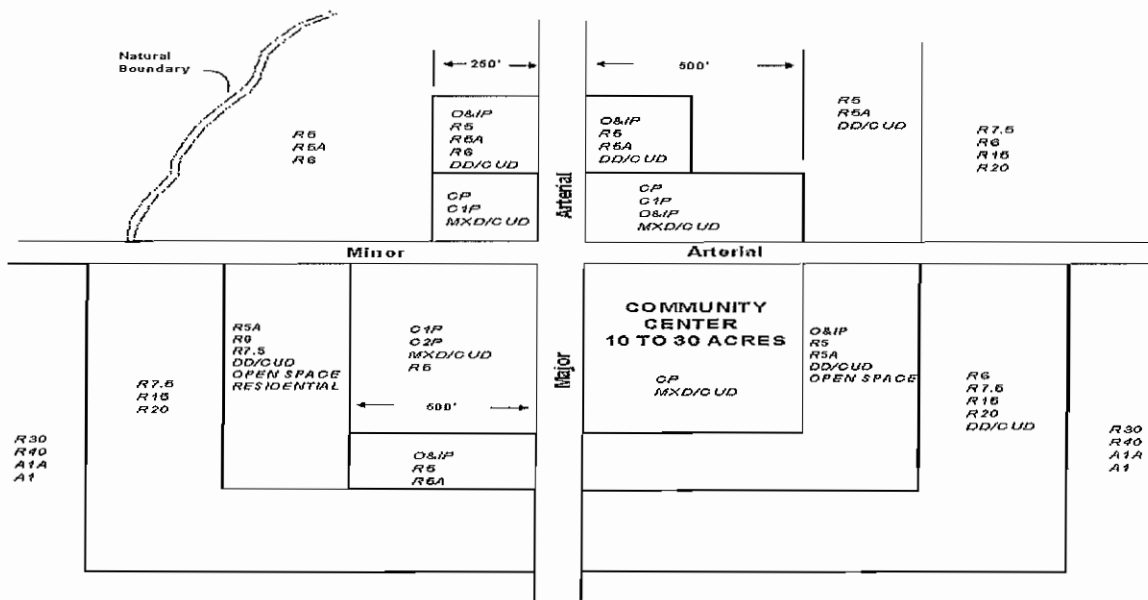 Natural
Boundary
250'
500'
R5
R5A
R6
O&IP
R5
R5A
R6
DD/CUD
CP
C1P
MXD/CUD
Arterial
O&IP
R5
R5A
DD/CUD
CP
C1P
O&IP
MXD/CUD
R5
R5A
DD/CUD
R7.5
R6
R15
R20
Minor
Arterial
R30
R40
A1A
A1
R7.5
R15
R20
R5A
R6
R7.5
DD/CUD
OPEN SPACE
RESIDENTIAL
C1P
C2P
MXD/CUD
R5
500'
O&IP
R5
R5A
Major
COMMUNITY
CENTER
10 TO 30 ACRES
CP
MXD/CUD
O&IP
R5
R5A
DD/CUD
OPEN SPACE
R6
R7.5
R15
R20
DD/CUD
R30
R40
A1A
A1